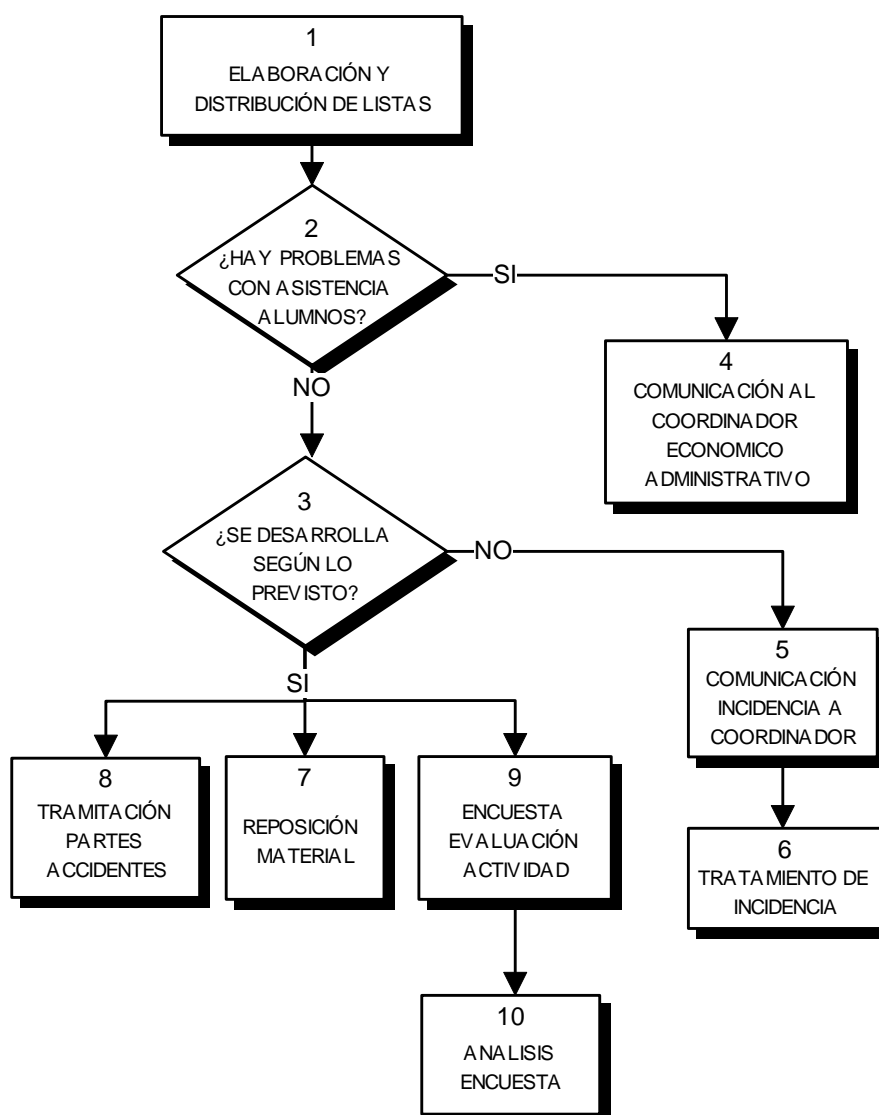 1
ELABORACIÓN Y
DISTRIBUCIÓN DE LISTAS
2
¿HAY PROBLEMAS
CON ASISTENCIA
ALUMNOS?
SI
NO
4
COMUNICACIÓN AL
COORDINADOR
ECONOMICO
ADMINISTRATIVO
3
¿SE DESARROLLA
SEGÚN LO
PREVISTO?
NO
SI
5
COMUNICACIÓN
INCIDENCIA A
COORDINADOR
8
TRAMITACIÓN
PARTES
ACCIDENTES
7
REPOSICIÓN
MATERIAL
9
ENCUESTA
EVALUACIÓN
ACTIVIDAD
6
TRATAMIENTO DE
INCIDENCIA
10
ANALISIS
ENCUESTA